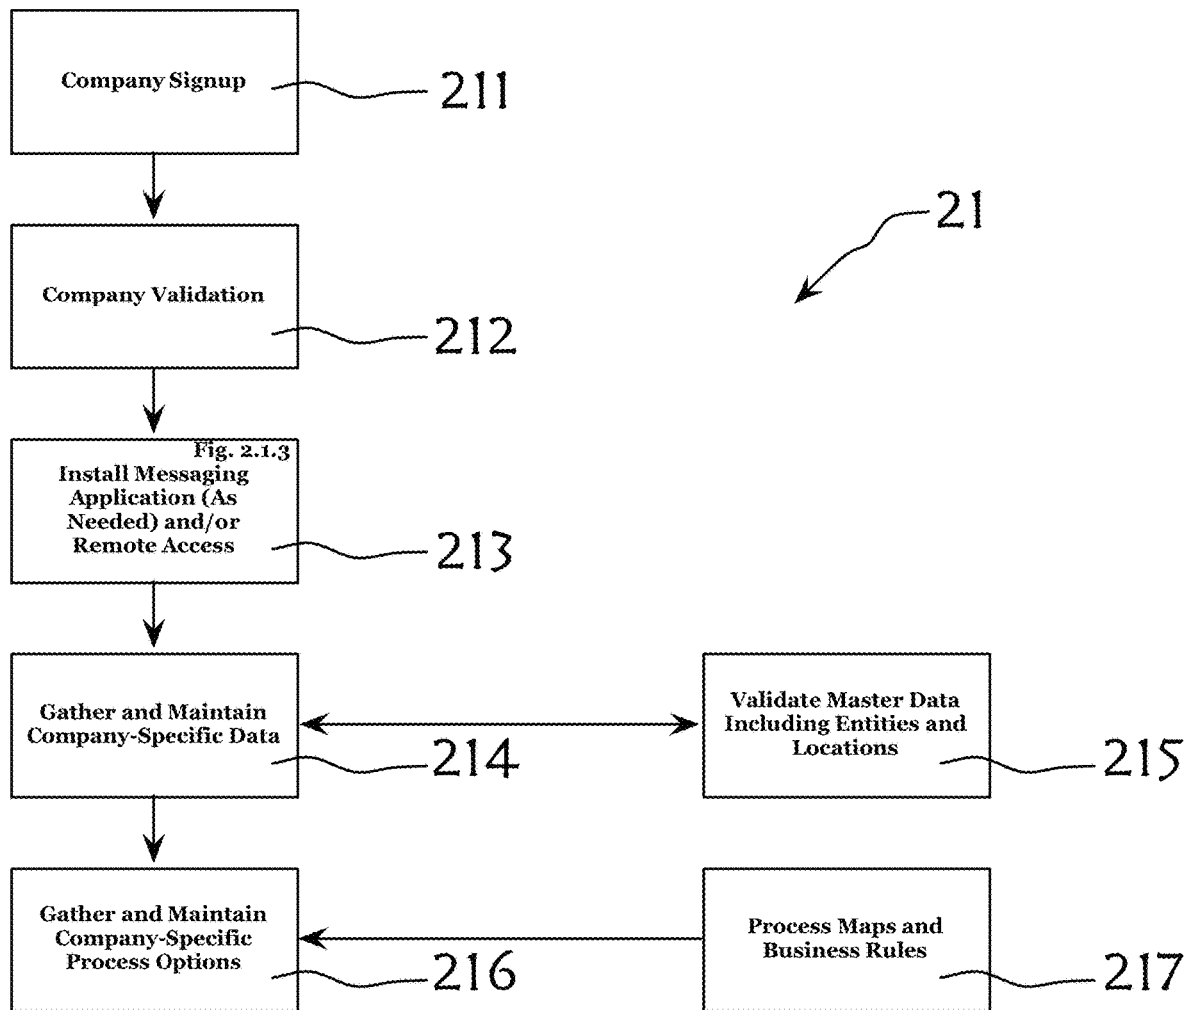 Company Signup
211
21
Company Validation
212
Fig. 2.1.3
Install Messaging
Application (As
Needed) and/or
Remote Access
213
Gather and Maintain
Company-Specific Data
214
Validate Master Data
Including Entities and
Locations
215
Gather and Maintain
Company-Specific
Process Options
216
Process Maps and
Business Rules
217